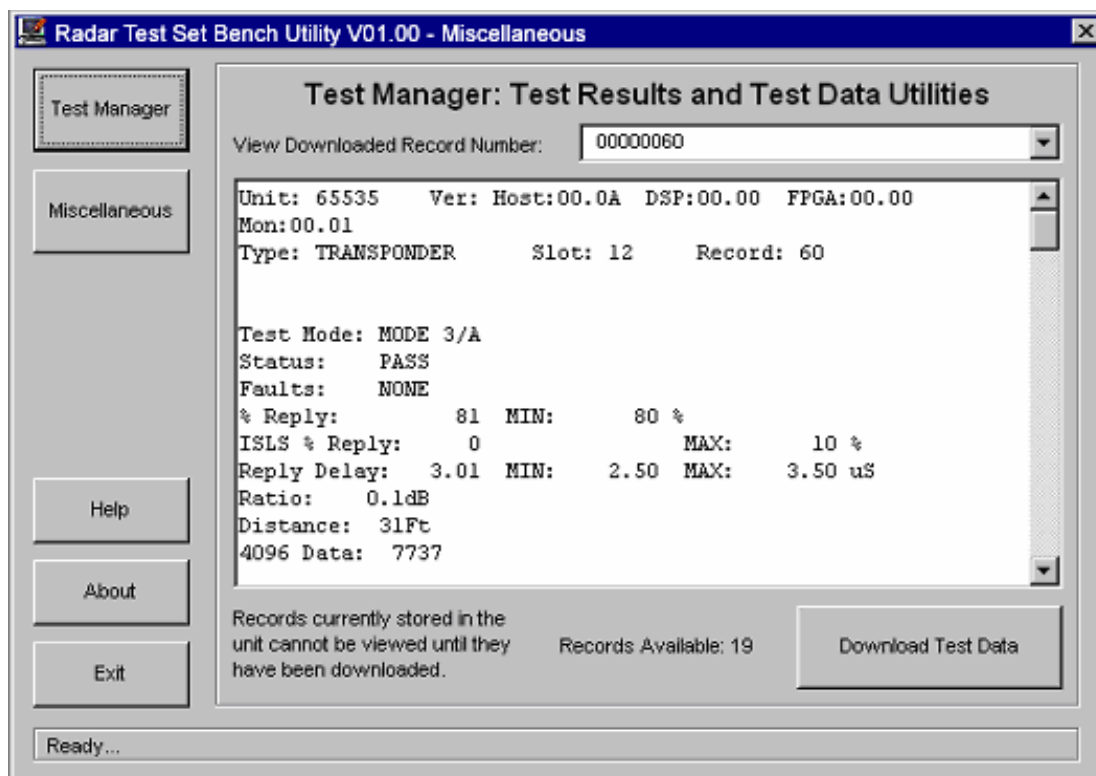 Radar Test Set Bench Utility V01.00 - Miscellaneous
Test Manager
Miscellaneous
Help
About
Exit
Test Manager: Test Results and Test Data Utilities
View Downloaded Record Number: 00000060
Unit: 65535 Ver: Host:00.0A DSP:00.00 FPGA:00.00
Mon:00.01
Type: TRANSPONDER Slot: 12 Record: 60
Test Mode: MODE 3/A
Status: PASS
Faults: NONE
% Reply: 81 MIN: 80 %
ISLS % Reply: 0 MAX: 10 %
Reply Delay: 3.01 MIN: 2.50 MAX: 3.50 uS
Ratio: 0.1dB
Distance: 31Ft
4096 Data: 7737
Records currently stored in the
unit cannot be viewed until they
have been downloaded.
Records Available: 19
Download Test Data
Ready...